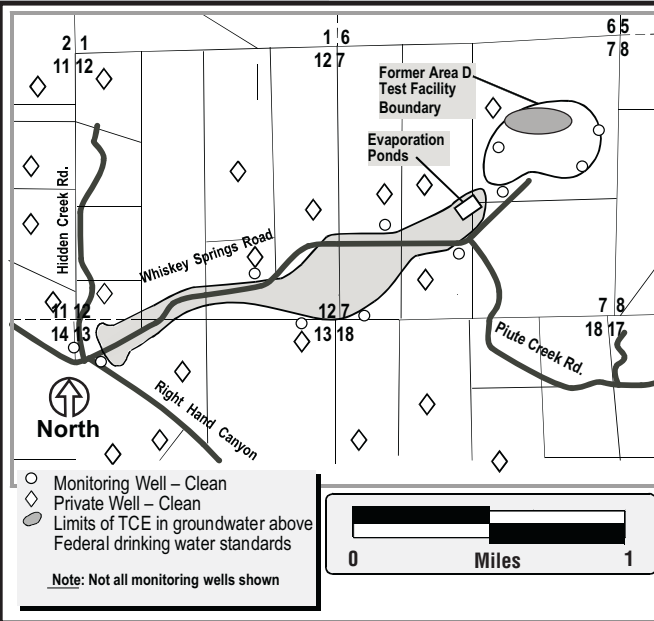 2 1
1 6
6 5
11 12
12 7
7 8
Former Area D
Test Facility
Boundary
Evaporation
Ponds
Hidden Creek Rd.
Whiskey Springs Road
11 12
12 7
7 8
14 13
13 18
18 17
Piute Creek Rd.
Right Hand Canyon
North
Monitoring Well – Clean
Private Well – Clean
Limits of TCE in groundwater above
Federal drinking water standards
Note: Not all monitoring wells shown
0 Miles 1